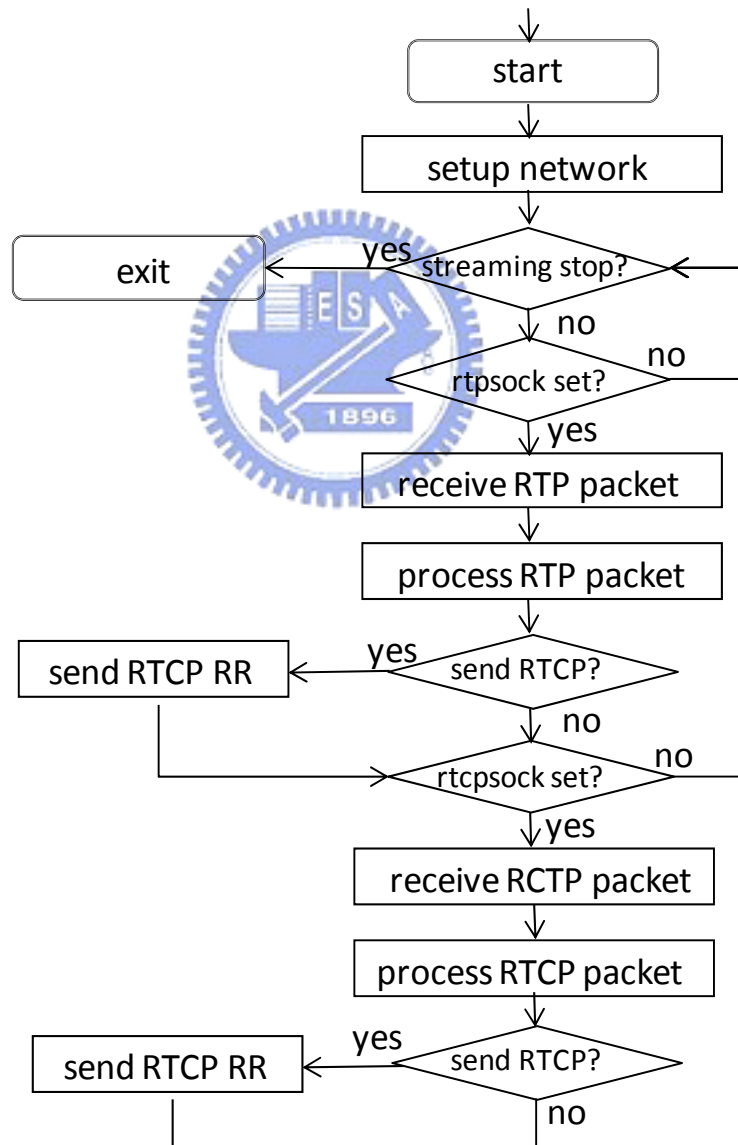 start
setup network
yes
streaming stop?
exit
no
rtpsock set?
no
yes
receive RTP packet
process RTP packet
yes
send RTCP?
send RTCP RR
no
rtcpsock set?
no
yes
receive RCTP packet
process RTCP packet
yes
send RTCP?
send RTCP RR
no
E S A
1896